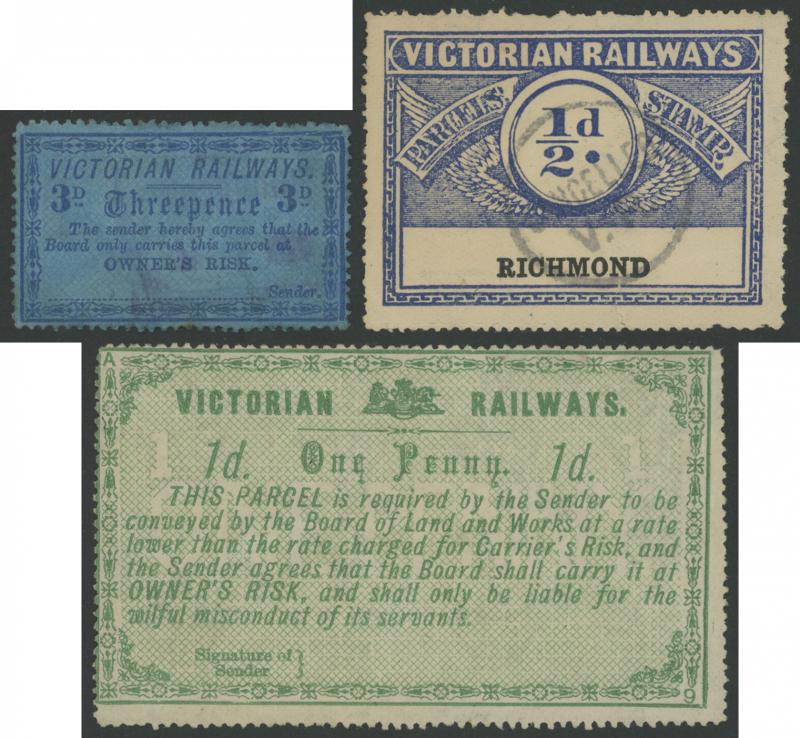 VICTORIAN RAILWAYS.
3D Threepence 3D
The sender hereby agrees that the
Board only carries this parcel at
OWNER'S RISK.
Sender.
VICTORIAN RAILWAYS
PARCELS STAMP.
1/2d.
RICHMOND
A
VICTORIAN RAILWAYS.
1 1d. One Penny. 1d. 1
THIS PARCEL is required by the Sender to be
conveyed by the Board of Land and Works at a rate
lower than the rate charged for Carrier's Risk, and
the Sender agrees that the Board shall carry it at
OWNER'S RISK, and shall only be liable for the
wilful misconduct of its servants.
Signature of
Sender
9